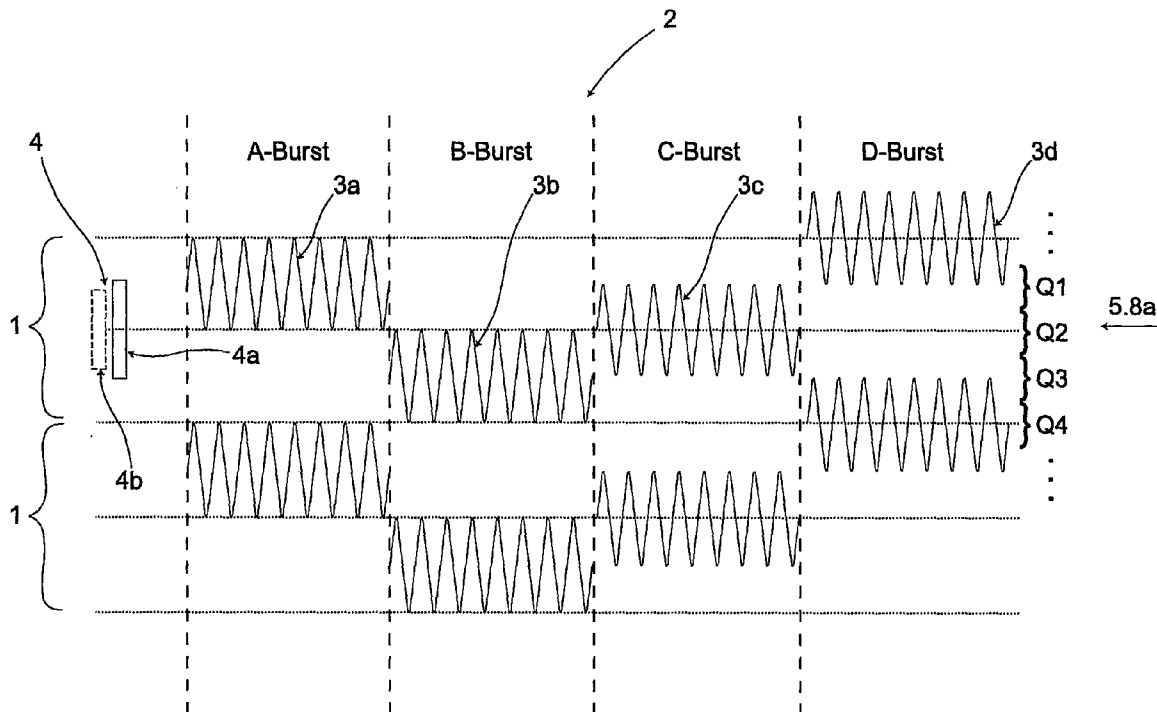 2
4
A-Burst
B-Burst
C-Burst
D-Burst
3a
3b
3c
3d
Q1
1
5.8a
Q2
4a
Q3
Q4
4b
1